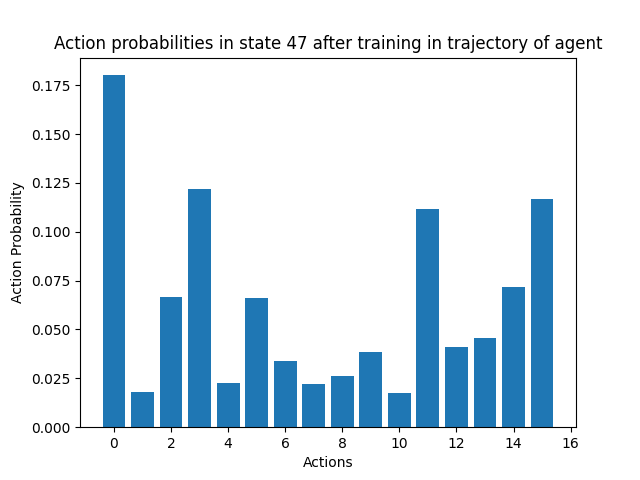 Action probabilities in state 47 after training in trajectory of agent
Action Probability
0.175
0.150
0.125
0.100
0.075
0.050
0.025
0.000
0 2 4 6 8 10 12 14 16
Actions